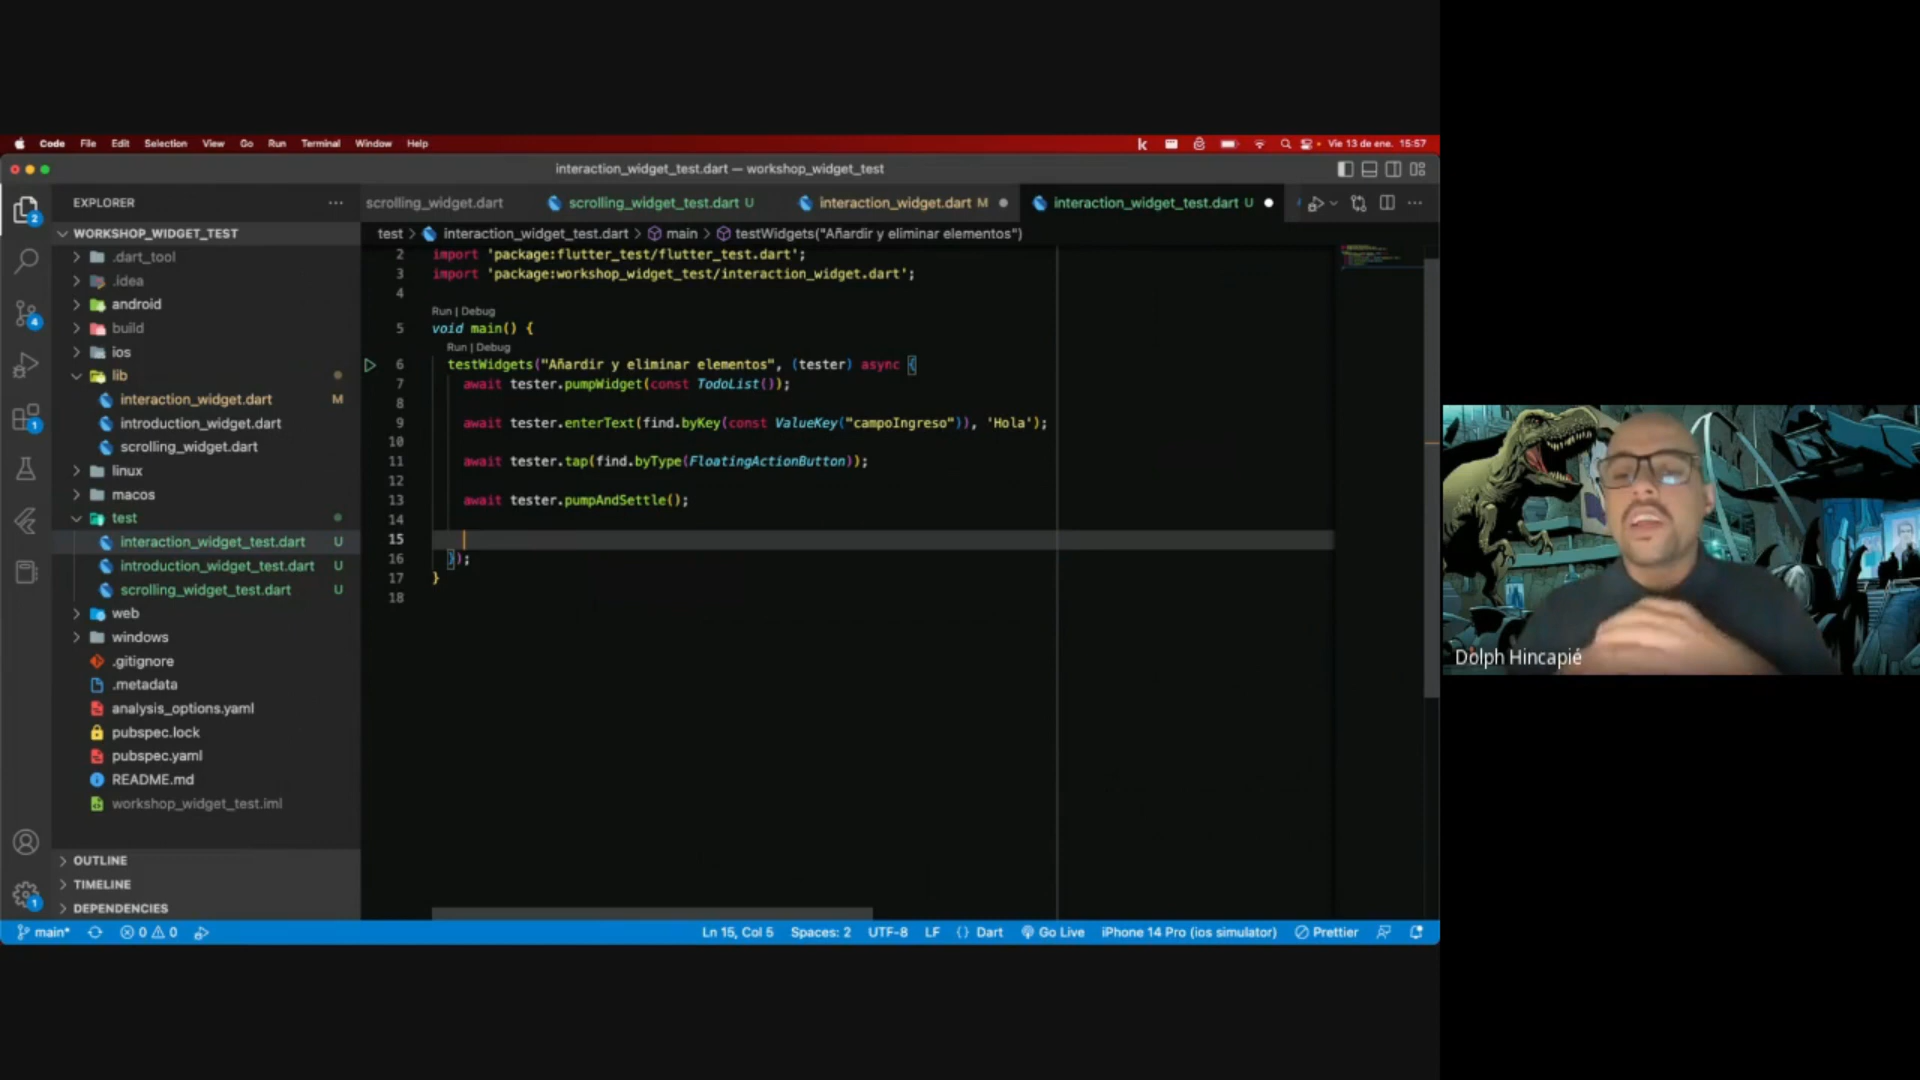 Code File Edit Selection View Go Run Terminal Window Help
Vie 13 de ene. 15:57
interaction_widget_test.dart — workshop_widget_test
EXPLORER
scrolling_widget.dart
scrolling_widget_test.dart U
interaction_widget.dart M
interaction_widget_test.dart U
test > interaction_widget_test.dart > main > testWidgets("Añardir y eliminar elementos")
WORKSHOP_WIDGET_TEST
.dart_tool
.idea
android
build
ios
lib
interaction_widget.dart M
introduction_widget.dart
scrolling_widget.dart
linux
macos
test
interaction_widget_test.dart U
introduction_widget_test.dart U
scrolling_widget_test.dart U
web
windows
.gitignore
.metadata
analysis_options.yaml
pubspec.lock
pubspec.yaml
README.md
workshop_widget_test.iml
OUTLINE
TIMELINE
DEPENDENCIES
2
4
1
1
2 import 'package:flutter_test/flutter_test.dart';
3 import 'package:workshop_widget_test/interaction_widget.dart';
4
Run | Debug
5 void main() {
Run | Debug
6 testWidgets("Añardir y eliminar elementos", (tester) async {
7 await tester.pumpWidget(const TodoList());
8
9 await tester.enterText(find.byKey(const ValueKey("campoIngreso")), 'Hola');
10
11 await tester.tap(find.byType(FloatingActionButton));
12
13 await tester.pumpAndSettle();
14
15
16 });
17 }
18
main* 0 0
Ln 15, Col 5 Spaces: 2 UTF-8 LF {} Dart Go Live iPhone 14 Pro (ios simulator) Prettier
Dolph Hincapié